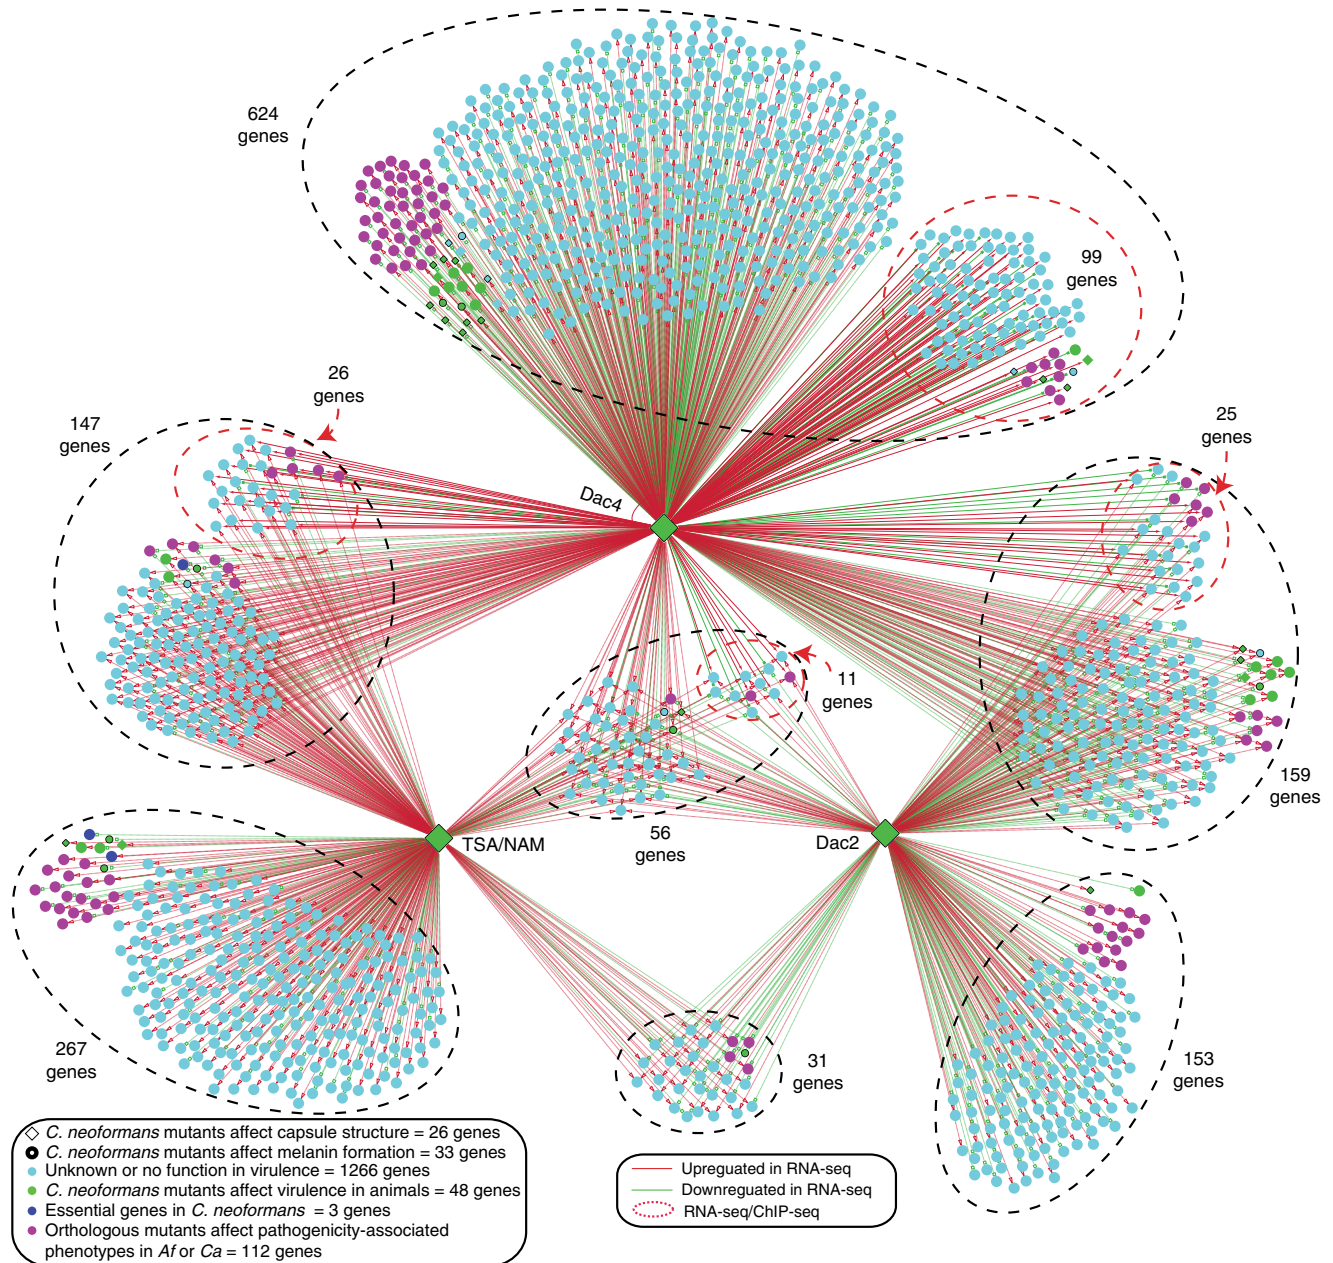 624
genes
99
genes
26
genes
147
genes
25
genes
Dac4
11
genes
159
genes
56
genes
TSA/NAM
Dac2
267
genes
31
genes
153
genes
C. neoformans mutants affect capsule structure = 26 genes
C. neoformans mutants affect melanin formation = 33 genes
Unknown or no function in virulence = 1266 genes
C. neoformans mutants affect virulence in animals = 48 genes
Essential genes in C. neoformans = 3 genes
Orthologous mutants affect pathogenicity-associated
phenotypes in Af or Ca = 112 genes
Upreguated in RNA-seq
Downreguated in RNA-seq
RNA-seq/ChIP-seq